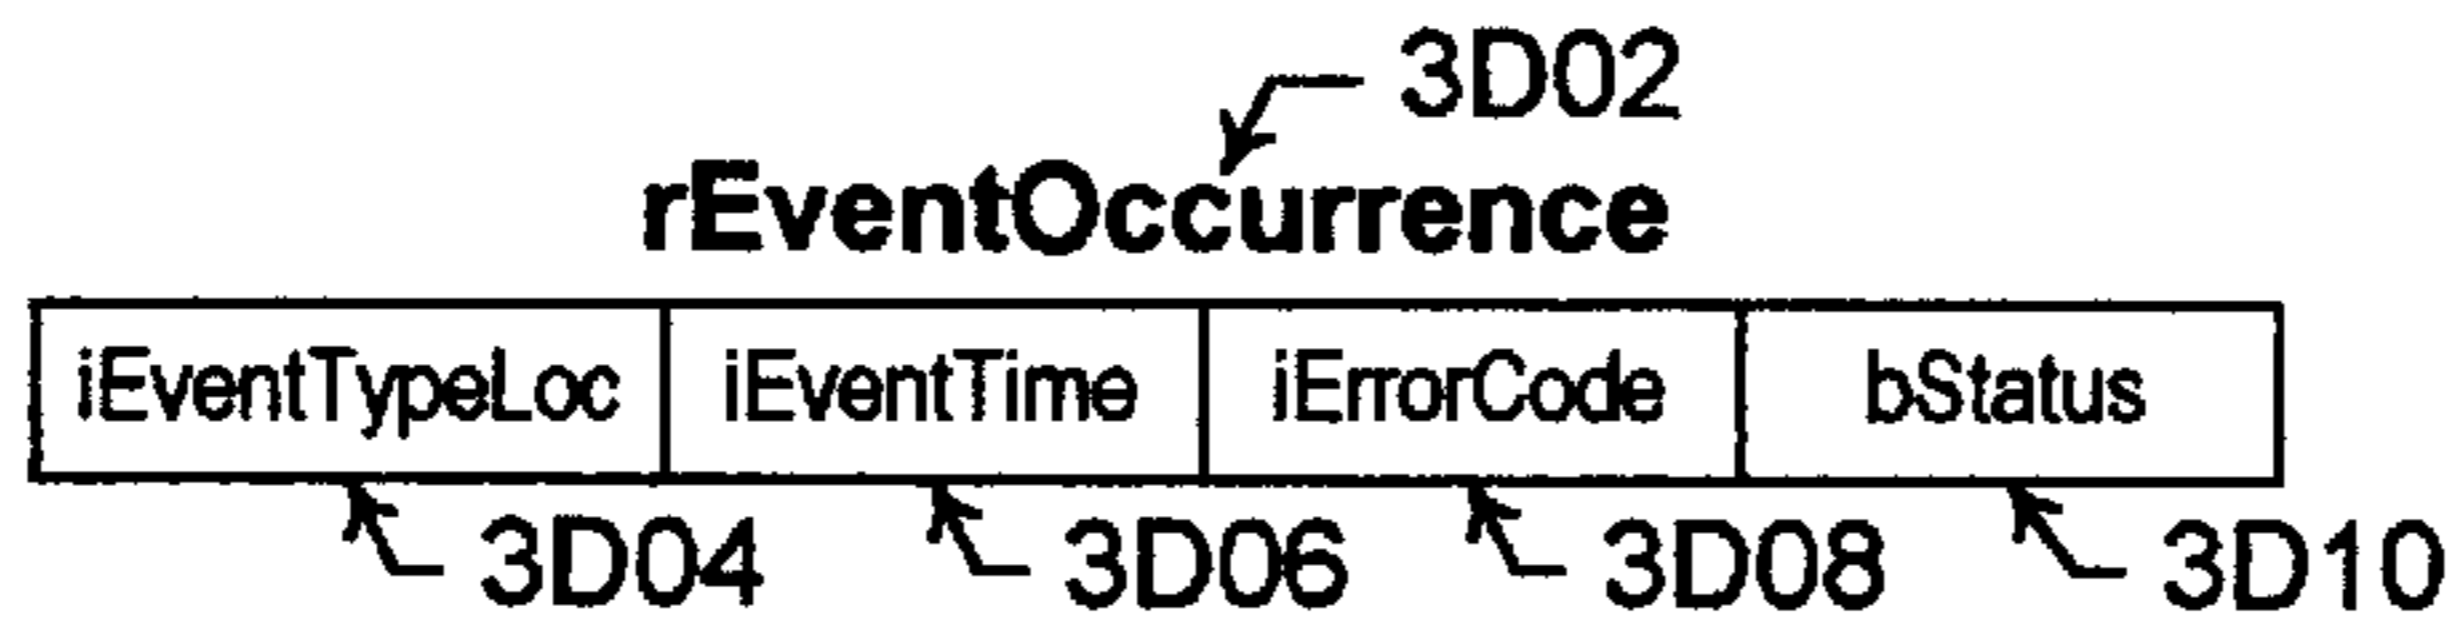 3D02
rEventOccurrence
iEventTypeLoc iEventTime iErrorCode bStatus
3D04 3D06 3D08 3D10